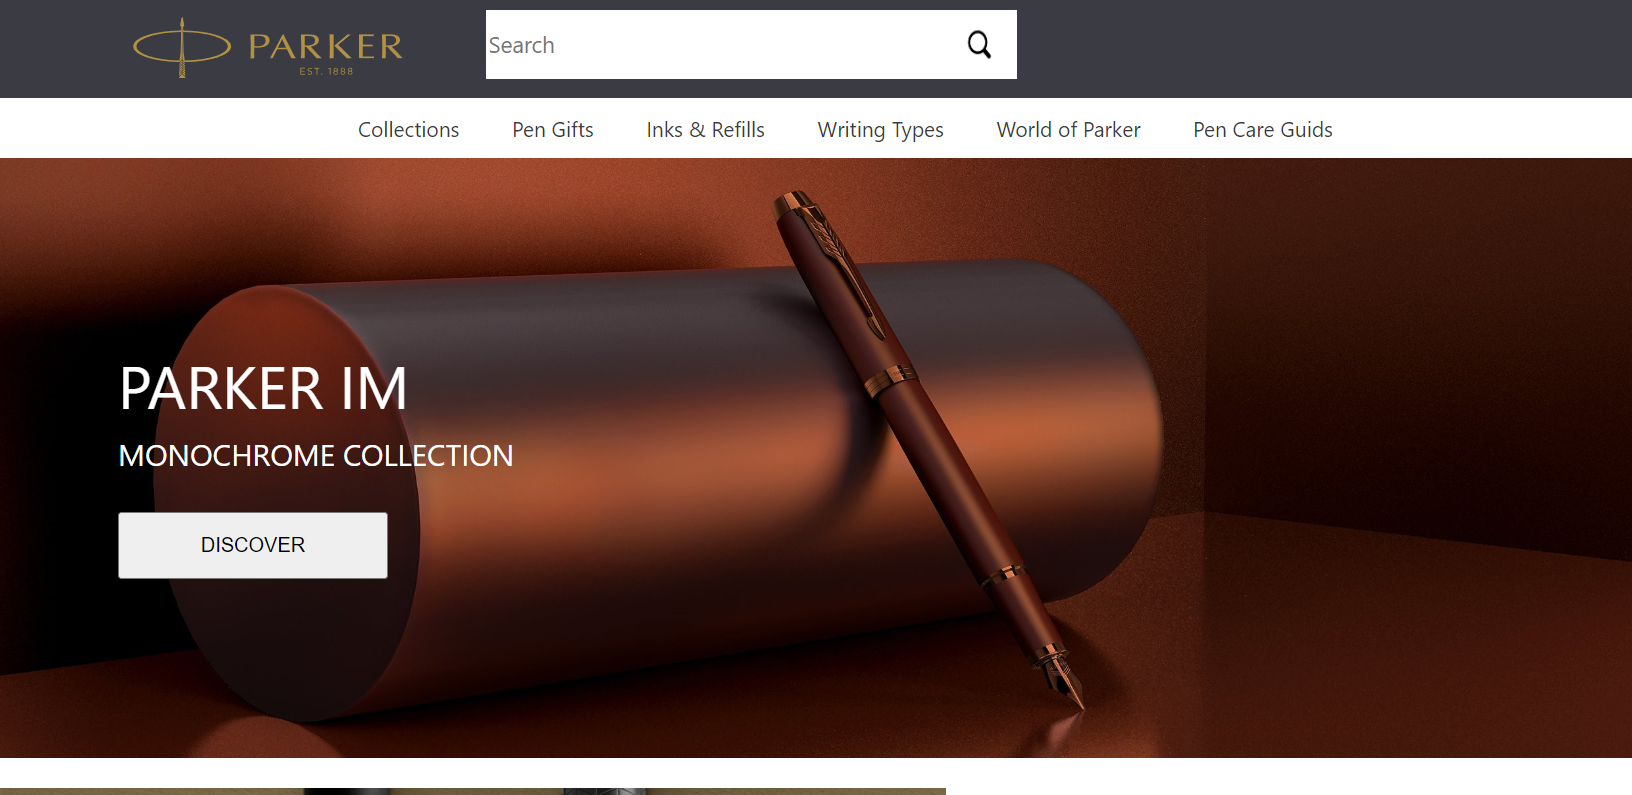 PARKER
EST. 1888
Search
Collections Pen Gifts Inks & Refills Writing Types World of Parker Pen Care Guids
PARKER IM
MONOCHROME COLLECTION
DISCOVER